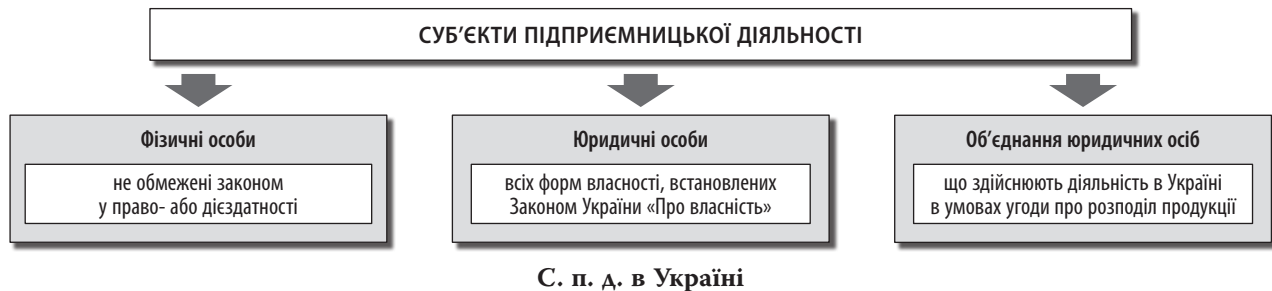 СУБ’ЄКТИ ПІДПРИЄМНИЦЬКОЇ ДІЯЛЬНОСТІ
Фізичні особи
не обмежені законом
у право- або дієздатності
Юридичні особи
всіх форм власності, встановлених
Законом України «Про власність»
Об’єднання юридичних осіб
що здійснюють діяльність в Україні
в умовах угоди про розподіл продукції
С. п. д. в Україні